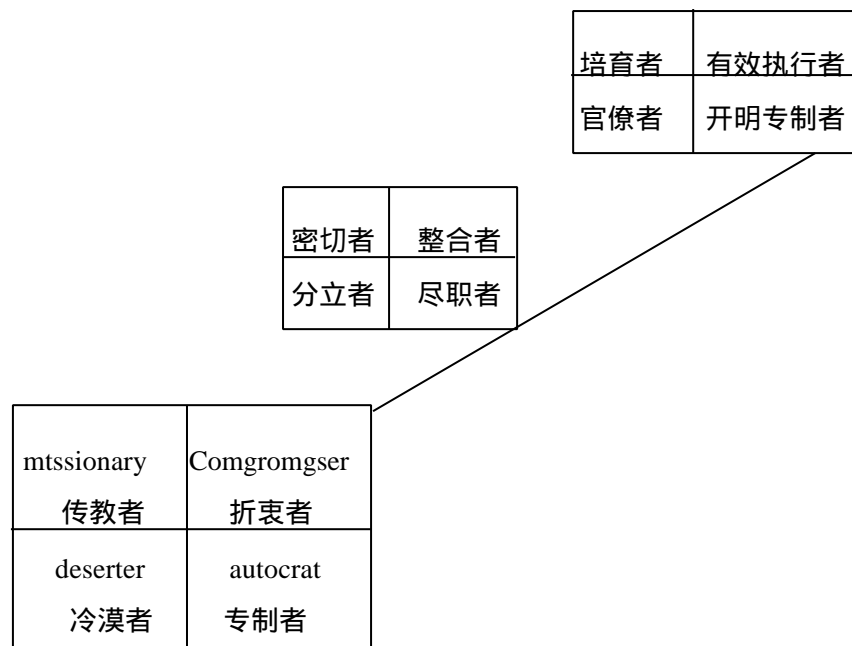 培育者 有效执行者
官僚者 开明专制者
密切者 整合者
分立者 尽职者
mtssionary Comgromgser
传教者 折衷者
deserter autocrat
冷漠者 专制者